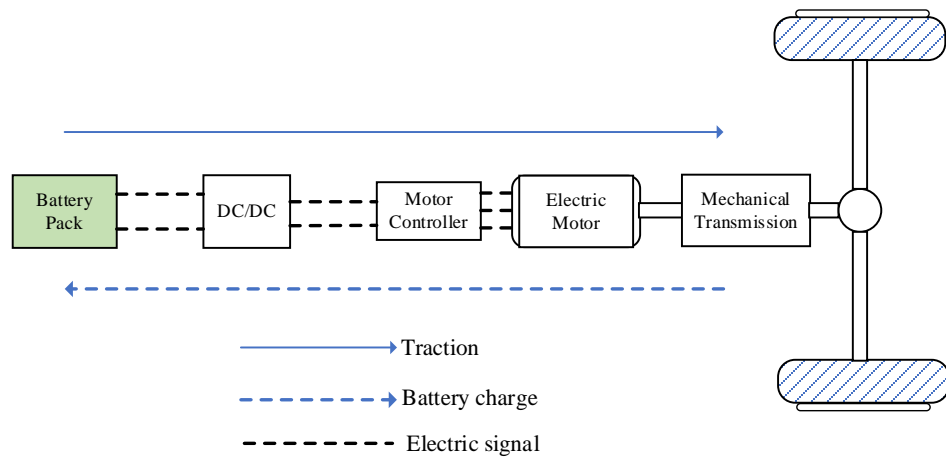 Battery
Pack
DC/DC
Motor
Controller
Electric
Motor
Mechanical
Transmission
Traction
Battery charge
Electric signal